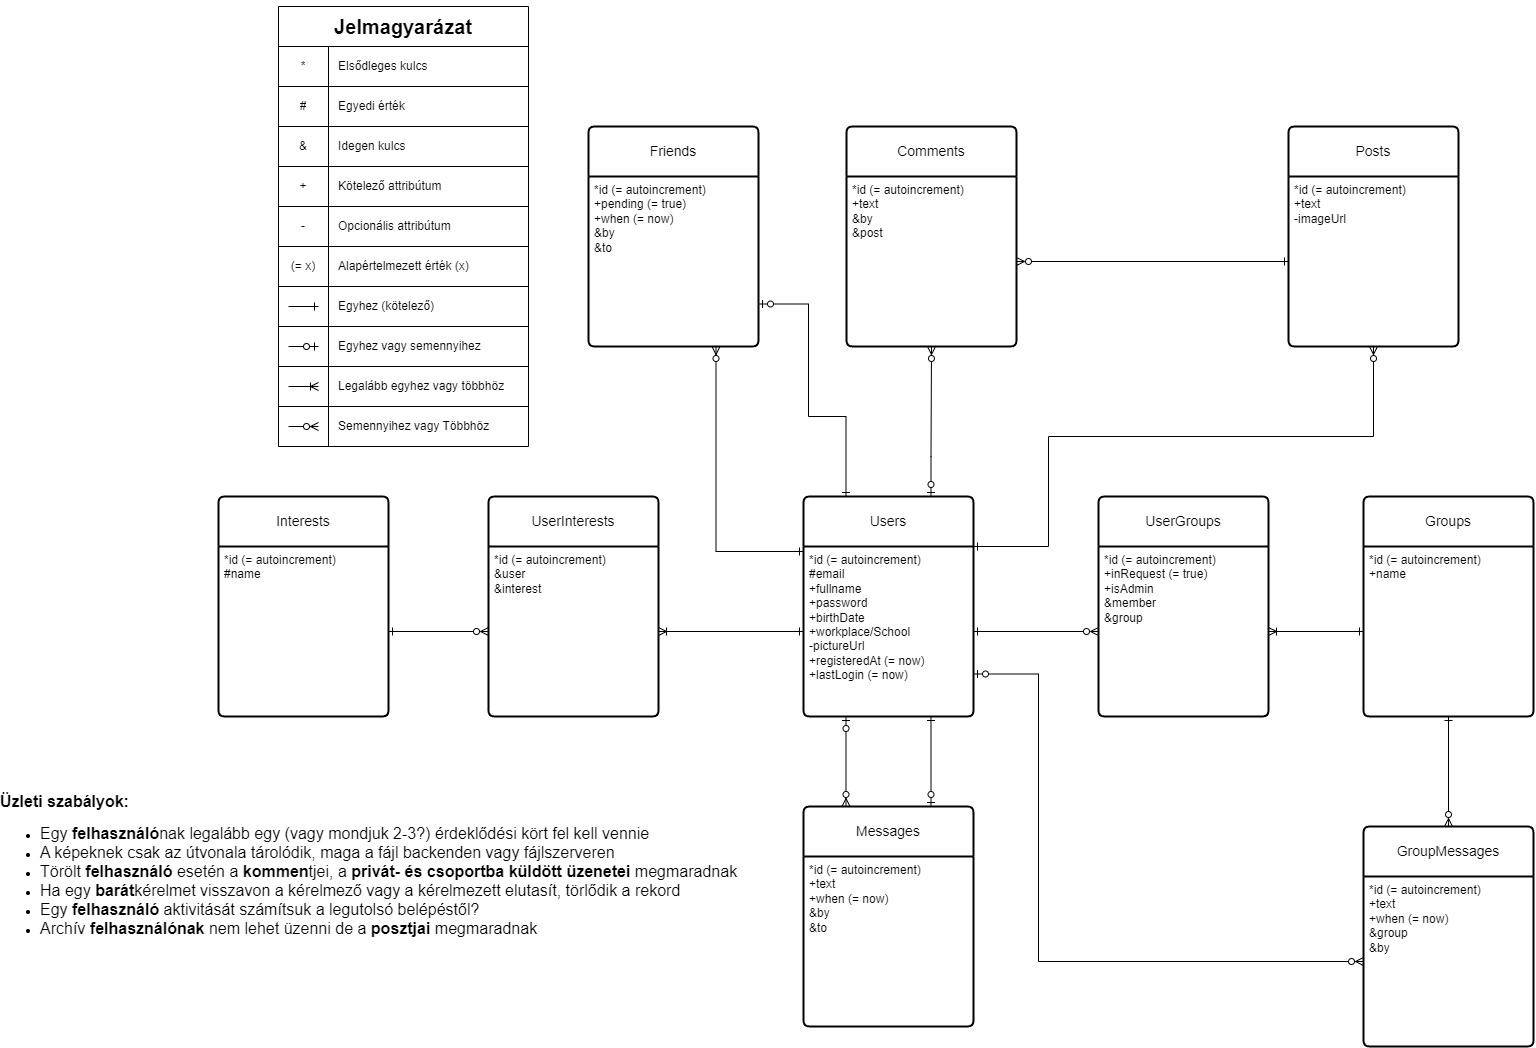 Jelmagyarázat
* Elsődleges kulcs
# Egyedi érték
& Idegen kulcs
+ Kötelező attribútum
- Opcionális attribútum
(= x) Alapértelmezett érték (x)
Egyhez (kötelező)
Egyhez vagy semennyihez
Legalább egyhez vagy többhöz
Semennyihez vagy Többhöz
Friends
*id (= autoincrement)
+pending (= true)
+when (= now)
&by
&to
Comments
*id (= autoincrement)
+text
&by
&post
Posts
*id (= autoincrement)
+text
-imageUrl
Interests
*id (= autoincrement)
#name
UserInterests
*id (= autoincrement)
&user
&interest
Users
*id (= autoincrement)
#email
+fullname
+password
+birthDate
+workplace/School
-pictureUrl
+registeredAt (= now)
+lastLogin (= now)
UserGroups
*id (= autoincrement)
+inRequest (= true)
+isAdmin
&member
&group
Groups
*id (= autoincrement)
+name
Üzleti szabályok:
• Egy felhasználónak legalább egy (vagy mondjuk 2-3?) érdeklődési kört fel kell vennie
• A képeknek csak az útvonala tárolódik, maga a fájl backenden vagy fájlszerveren
• Törölt felhasználó esetén a kommentjei, a privát- és csoportba küldött üzenetei megmaradnak
• Ha egy barátkérelmet visszavon a kérelmező vagy a kérelmezett elutasít, törlődik a rekord
• Egy felhasználó aktivitását számítsuk a legutolsó belépéstől?
• Archív felhasználónak nem lehet üzenni de a posztjai megmaradnak
Messages
*id (= autoincrement)
+text
+when (= now)
&by
&to
GroupMessages
*id (= autoincrement)
+text
+when (= now)
&group
&by